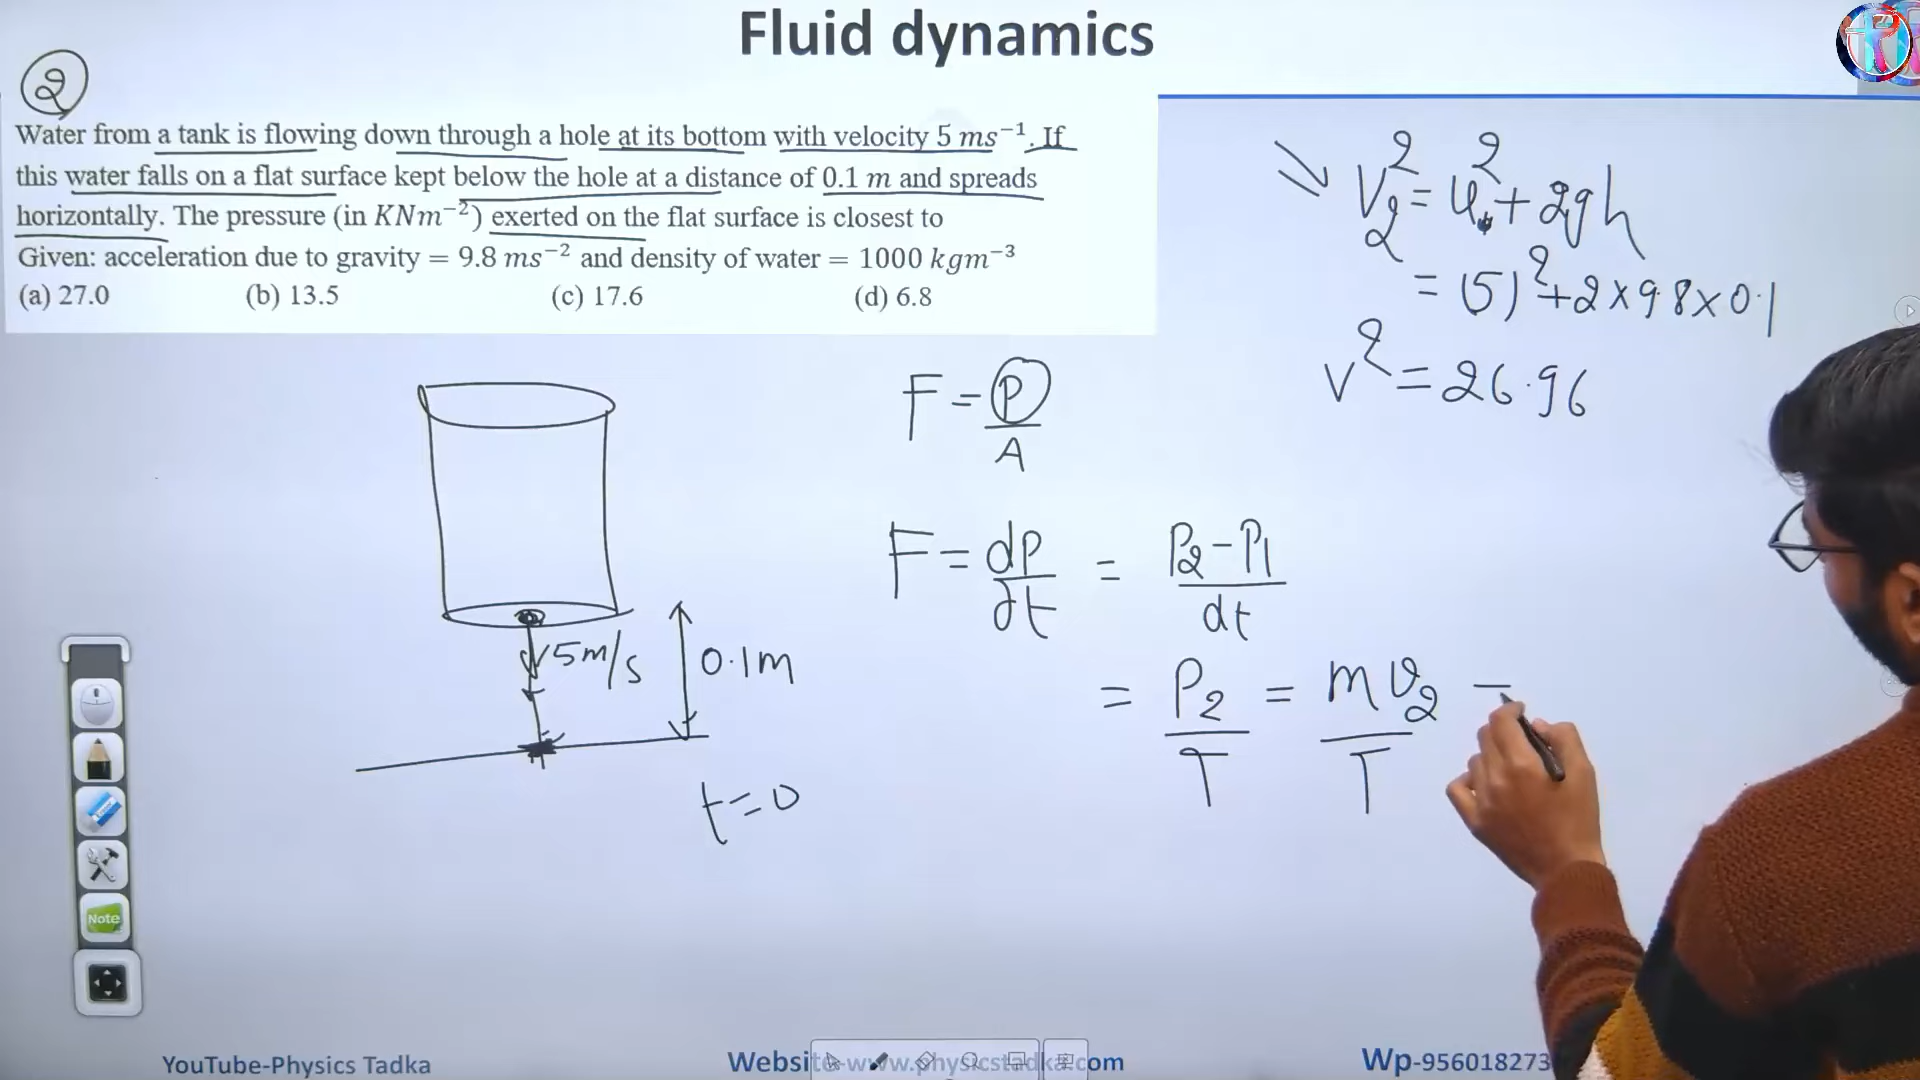 Fluid dynamics
2
Water from a tank is flowing down through a hole at its bottom with velocity 5 ms⁻¹. If
this water falls on a flat surface kept below the hole at a distance of 0.1 m and spreads
horizontally. The pressure (in KNm⁻²) exerted on the flat surface is closest to
Given: acceleration due to gravity = 9.8 ms⁻² and density of water = 1000 kgm⁻³
(a) 27.0 (b) 13.5 (c) 17.6 (d) 6.8
V₂² = u² + 2gh
= (5)² + 2 × 9.8 × 0.1
v² = 26.96
F = P/A
F = dP/dt = P₂ - P₁/dt
= P₂/T = mv₂/T
5m/s
0.1m
t = 0
Note
YouTube-Physics Tadka
Wp-956018273